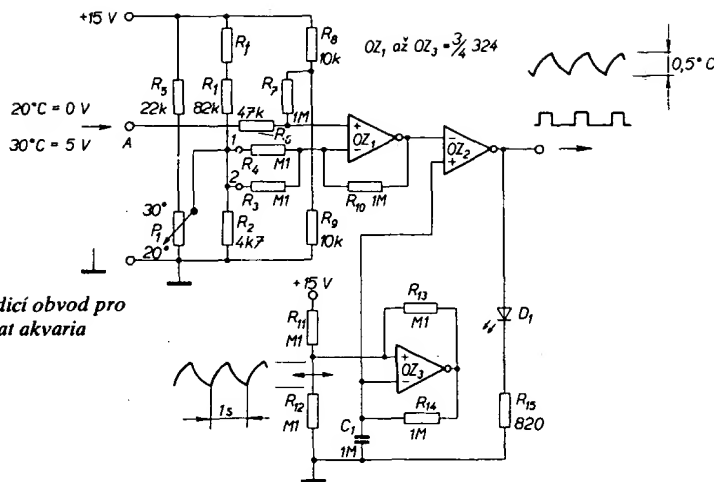 +15 V
R₈
10k
OZ₁ až OZ₃ = 3/4 324
0,5° C
R_f
R₅
22k
R₁
82k
R₇
1M
20°C = 0 V
30°C = 5 V
A
47k
R₆
1
R₄
M1
+
-
OZ₁
-
+
OZ₂
2
R₃
M1
R₁₀
1M
30°
P₁
20°
R₂
4k7
R₉
10k
dicí obvod pro
at akvaria
+15 V
R₁₁
M1
R₁₃
M1
D₁
+
-
OZ₃
1s
R₁₂
M1
R₁₄
1M
C₁
1M
R₁₅
820